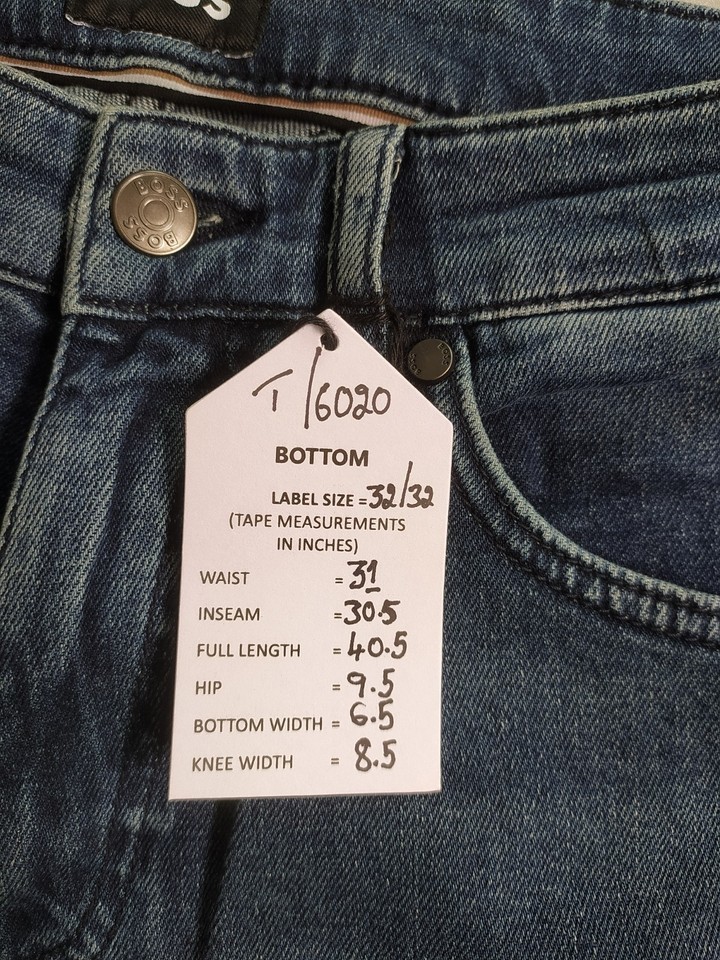 BOSS
BOSS
T/6020
BOTTOM
LABEL SIZE = 32/32
(TAPE MEASUREMENTS
IN INCHES)
WAIST = 31
INSEAM = 30.5
FULL LENGTH = 40.5
HIP = 9.5
BOTTOM WIDTH = 6.5
KNEE WIDTH = 8.5